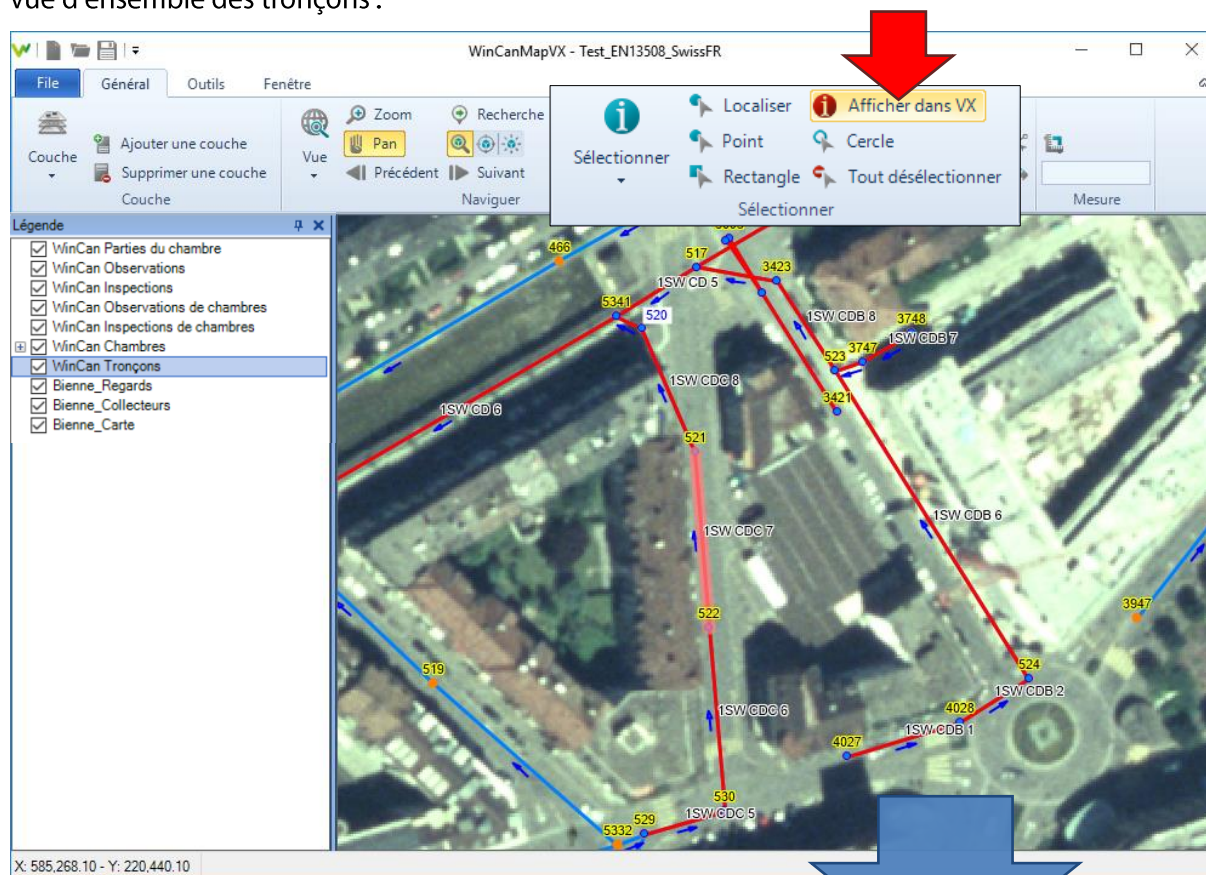 vue d'ensemble des tronçons :
WinCanMapVX - Test_EN13508_SwissFR
File Général Outils Fenêtre
Couche
Ajouter une couche
Supprimer une couche
Couche
Vue
Zoom
Pan
Précédent
Recherche
Suivant
Naviguer
Sélectionner
Localiser
Point
Rectangle
Afficher dans VX
Cercle
Tout désélectionner
Sélectionner
Mesure
Légende
WinCan Parties du chambre
WinCan Observations
WinCan Inspections
WinCan Observations de chambres
WinCan Inspections de chambres
WinCan Chambres
WinCan Tronçons
Bienne_Regards
Bienne_Collecteurs
Bienne_Carte
466
517
3423
1SW CD 5
5341
520
1SW CDB 8
3748
1SW CDB 7
3747
523
1SW CDC 8
3421
1SW CD 6
521
1SW CDB 6
1SW CDC 7
3947
522
519
524
1SW CDB 2
1SW CDC 6
4028
1SW CDB 1
4027
530
1SW CDC 5
529
5332
X: 585,268.10 - Y: 220,440.10